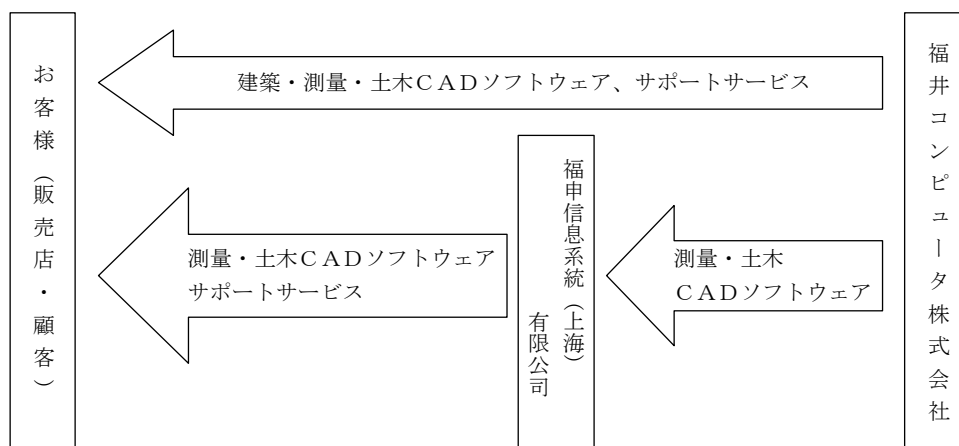 お客様（販売店・顧客）
建築・測量・土木ＣＡＤソフトウェア、サポートサービス
測量・土木ＣＡＤソフトウェア
サポートサービス
福申信息系統（上海）
有限公司
測量・土木
ＣＡＤソフトウェア
福井コンピュータ株式会社